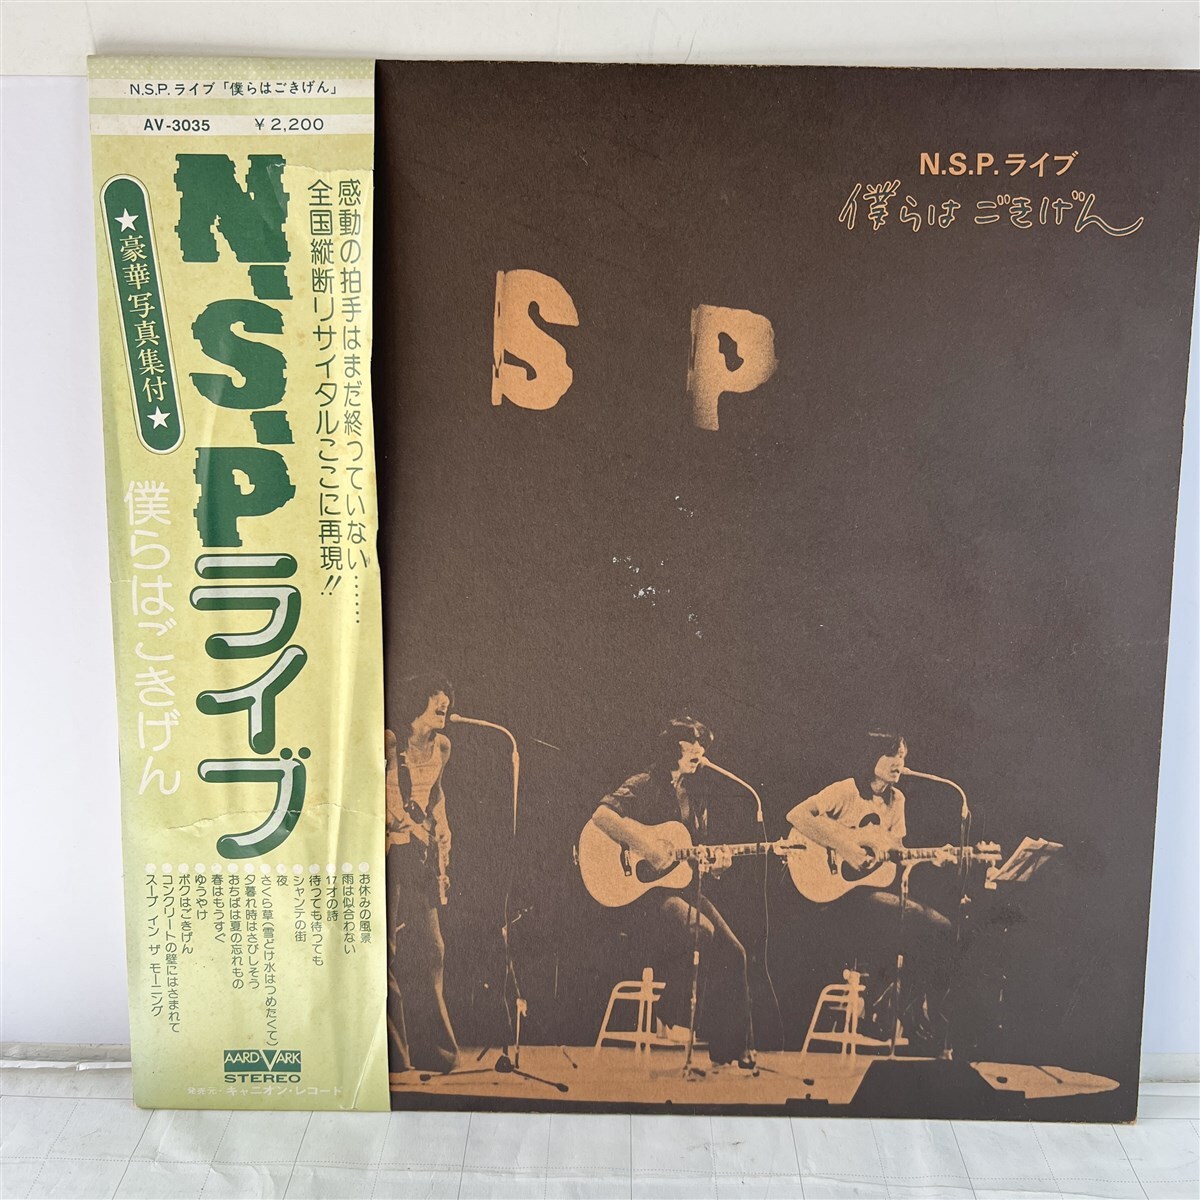 N.S.P. ライブ「僕らはごきげん」
AV-3035 ￥2,200
感動の拍手はまだ終っていない……
全国縦断リサイタルここに再現!!
N.S.Pライブ
★豪華写真集付★
僕らはごきげん
●お休みの風景
●雨は似合わない
●17才の詩
●待っても待っても
●シャンテの街
●夜
●さくら草(雪どけ水はつめたくて)
●夕暮れ時はさびしそう
●おちばは夏の忘れもの
●春はもうすぐ
●ゆうやけ
●ボクはごきげん
●コンクリートの壁にはさまれて
●スープ イン ザ モーニング
AARDVARK
STEREO
発売元・キャニオン・レコード
N.S.P. ライブ
僕らはごきげん
S P